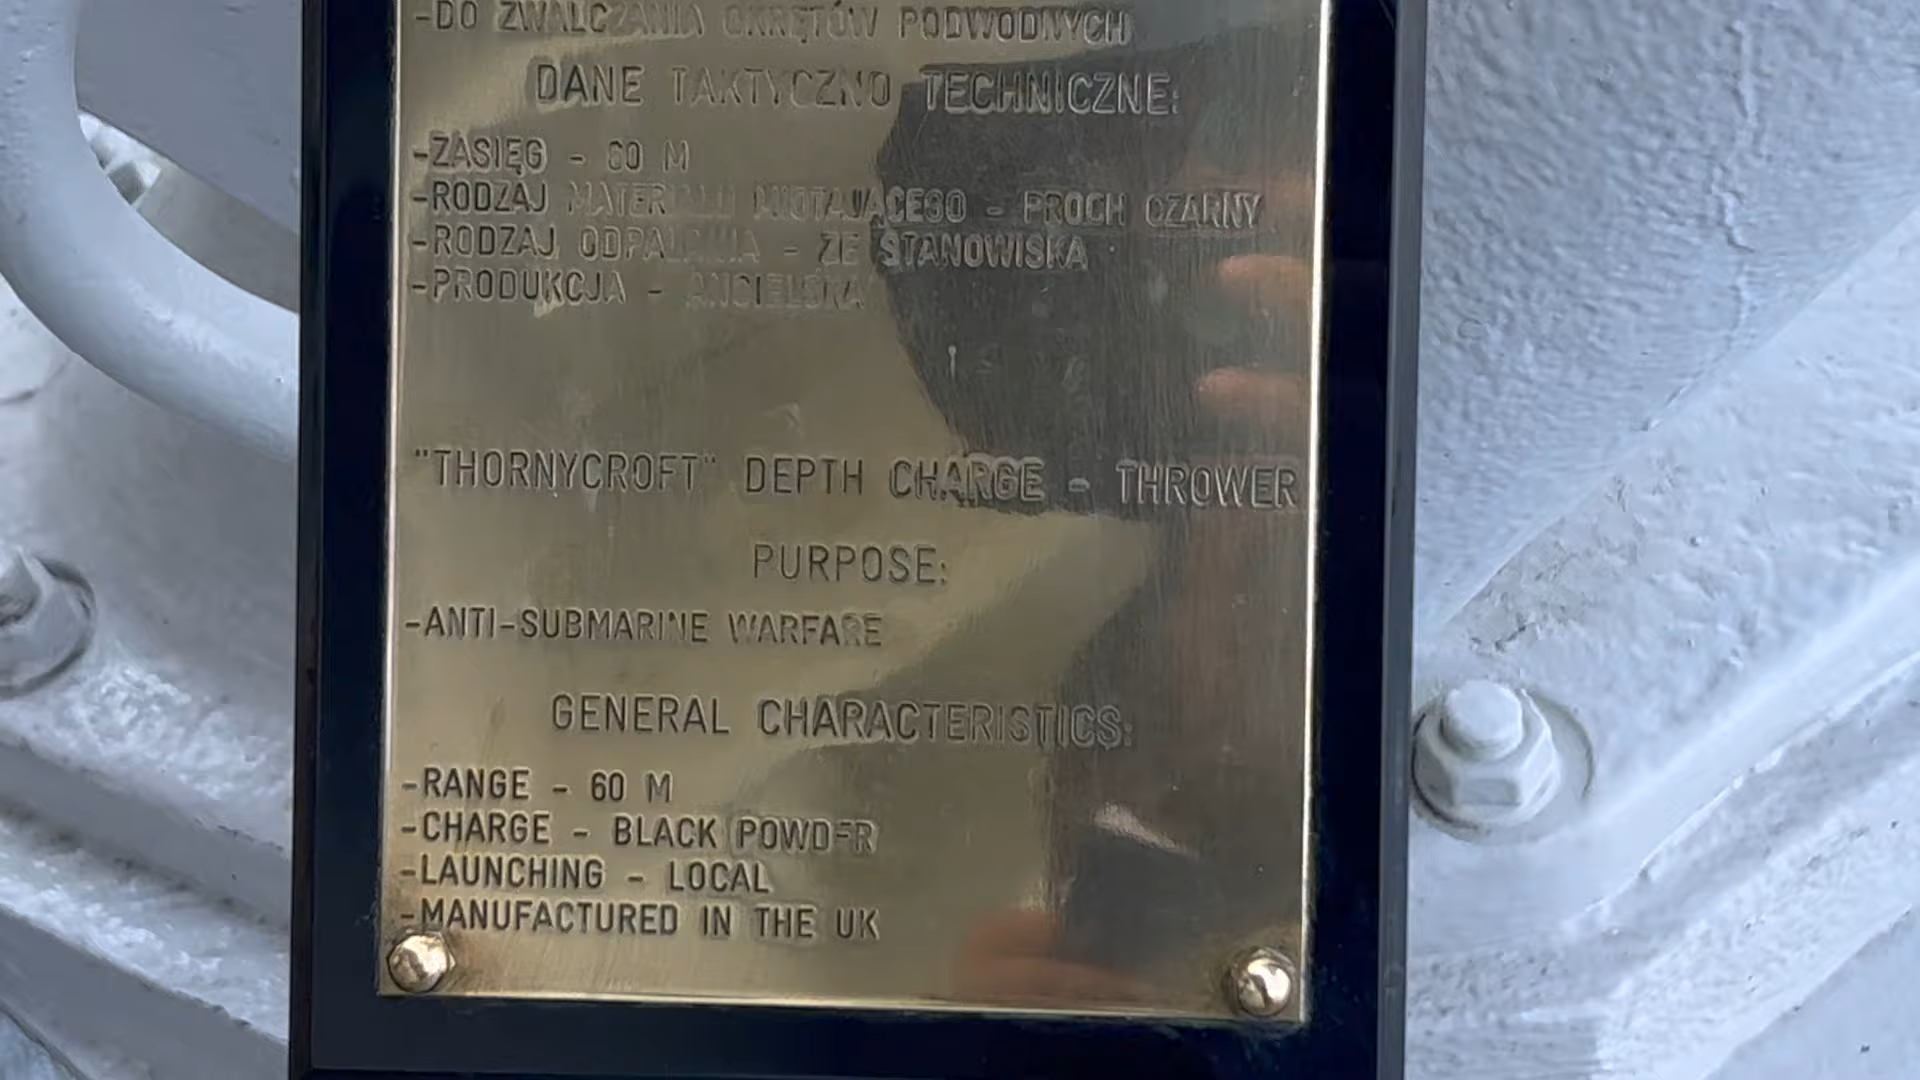 -DO ZWALCZANIA OKRĘTÓW PODWODNYCH
DANE TAKTYCZNO TECHNICZNE:
-ZASIĘG - 60 M
-RODZAJ MATERIAŁU MIOTAJĄCEGO - PROCH CZARNY
-RODZAJ ODPALANIA - ZE STANOWISKA
-PRODUKCJA - ANGIELSKA
"THORNYCROFT" DEPTH CHARGE - THROWER
PURPOSE:
-ANTI-SUBMARINE WARFARE
GENERAL CHARACTERISTICS:
-RANGE - 60 M
-CHARGE - BLACK POWDER
-LAUNCHING - LOCAL
-MANUFACTURED IN THE UK